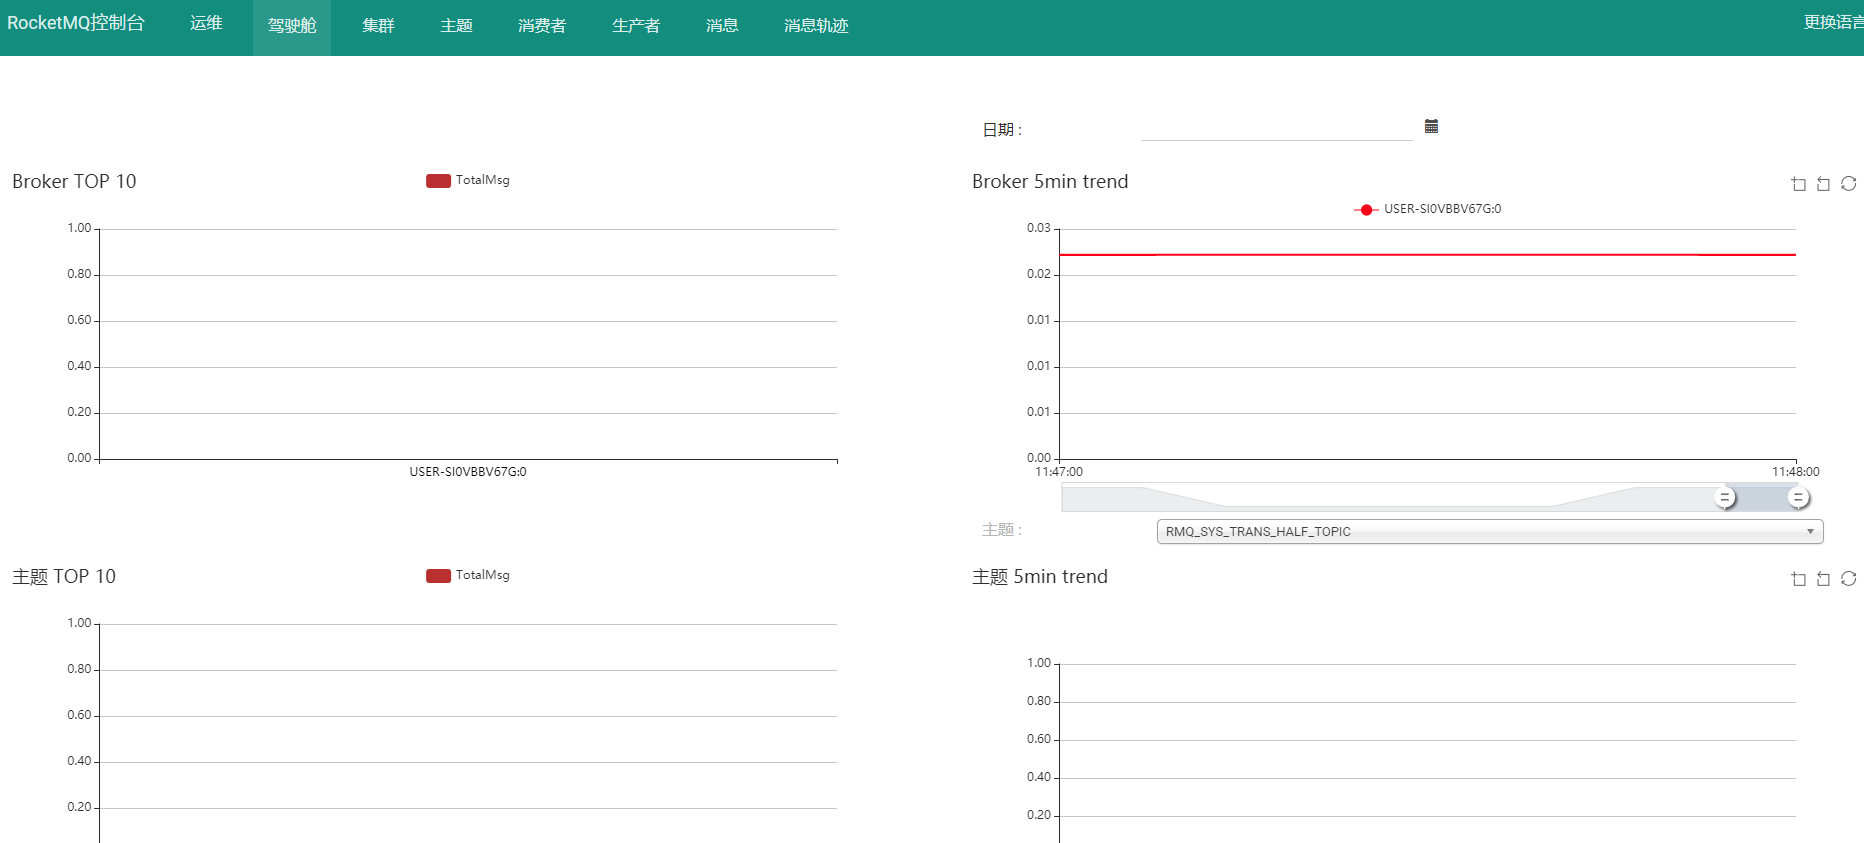 RocketMQ控制台 运维 驾驶舱 集群 主题 消费者 生产者 消息 消息轨迹 更换语言
日期 :
Broker TOP 10
TotalMsg
1.00
0.80
0.60
0.40
0.20
0.00
USER-SI0VBBV67G:0
Broker 5min trend
USER-SI0VBBV67G:0
0.03
0.02
0.01
0.01
0.01
0.00
11:47:00 11:48:00
主题 :
RMQ_SYS_TRANS_HALF_TOPIC
主题 TOP 10
TotalMsg
1.00
0.80
0.60
0.40
0.20
主题 5min trend
1.00
0.80
0.60
0.40
0.20